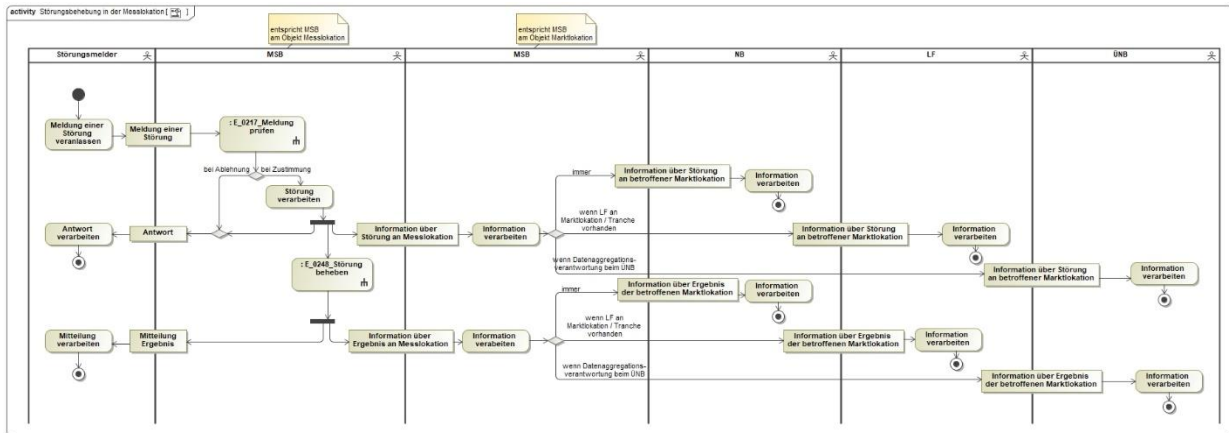 activity Störungsbehebung in der Messlokation [ ]
entspricht MSB
am Objekt Messlokation
entspricht MSB
am Objekt Marktlokation
Störungsmelder
MSB
MSB
NB
LF
ÜNB
Meldung einer
Störung
veranlassen
Meldung einer
Störung
: E_0217_Meldung
prüfen
bei Ablehnung
bei Zustimmung
Störung
verarbeiten
immer
Information über Störung
an betroffener Marktlokation
Information
verarbeiten
Antwort
verarbeiten
Antwort
Information über
Störung an Messlokation
Information
verarbeiten
wenn LF an
Marktlokation / Tranche
vorhanden
Information über Störung
an betroffener Marktlokation
Information
verarbeiten
wenn Datenaggregations-
verantwortung beim ÜNB
Information über Störung
an betroffener Marktlokation
Information
verarbeiten
: E_0248_Störung
beheben
immer
Information über Ergebnis
der betroffenen Marktlokation
Information
verarbeiten
Mitteilung
verarbeiten
Mitteilung
Ergebnis
Information über
Ergebnis an Messlokation
Information
verabeiten
wenn LF an
Marktlokation / Tranche
vorhanden
Information über Ergebnis
der betroffenen Marktlokation
Information
verarbeiten
wenn Datenaggregations-
verantwortung beim ÜNB
Information über Ergebnis
der betroffenen Marktlokation
Information
verarbeiten